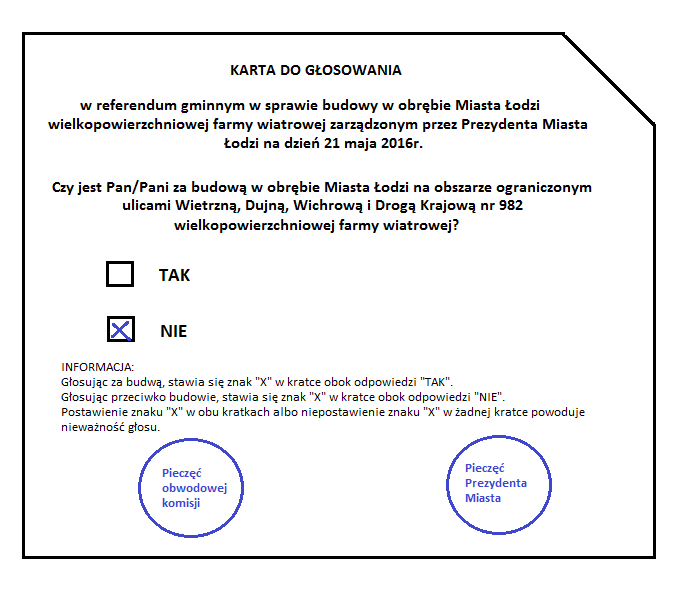 KARTA DO GŁOSOWANIA
w referendum gminnym w sprawie budowy w obrębie Miasta Łodzi
wielkopowierzchniowej farmy wiatrowej zarządzonym przez Prezydenta Miasta
Łodzi na dzień 21 maja 2016r.
Czy jest Pan/Pani za budową w obrębie Miasta Łodzi na obszarze ograniczonym
ulicami Wietrzną, Dujną, Wichrową i Drogą Krajową nr 982
wielkopowierzchniowej farmy wiatrowej?
TAK
X NIE
INFORMACJA:
Głosując za budwą, stawia się znak "X" w kratce obok odpowiedzi "TAK".
Głosując przeciwko budowie, stawia się znak "X" w kratce obok odpowiedzi "NIE".
Postawienie znaku "X" w obu kratkach albo niepostawienie znaku "X" w żadnej kratce powoduje
nieważność głosu.
Pieczęć
obwodowej
komisji
Pieczęć
Prezydenta
Miasta